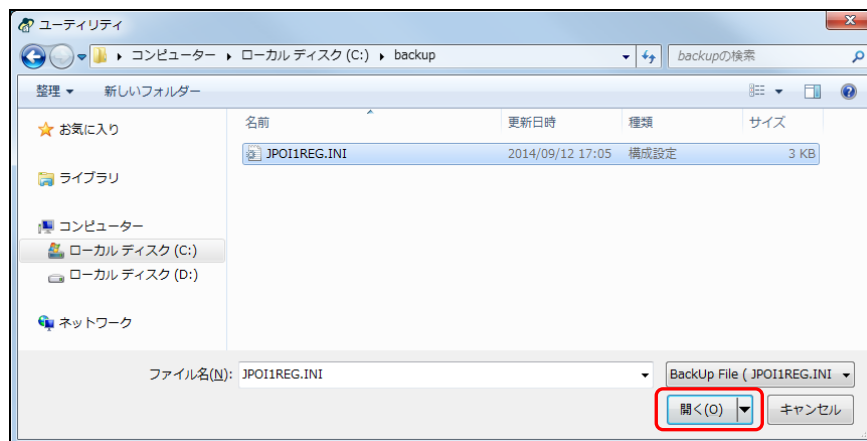 ユーティリティ
コンピューター ▸ ローカル ディスク (C:) ▸ backup
backupの検索
整理 新しいフォルダー
お気に入り
ライブラリ
コンピューター
ローカル ディスク (C:)
ローカル ディスク (D:)
ネットワーク
名前 更新日時 種類 サイズ
JPOI1REG.INI 2014/09/12 17:05 構成設定 3 KB
ファイル名(N): JPOI1REG.INI
BackUp File ( JPOI1REG.INI
開く(O) キャンセル